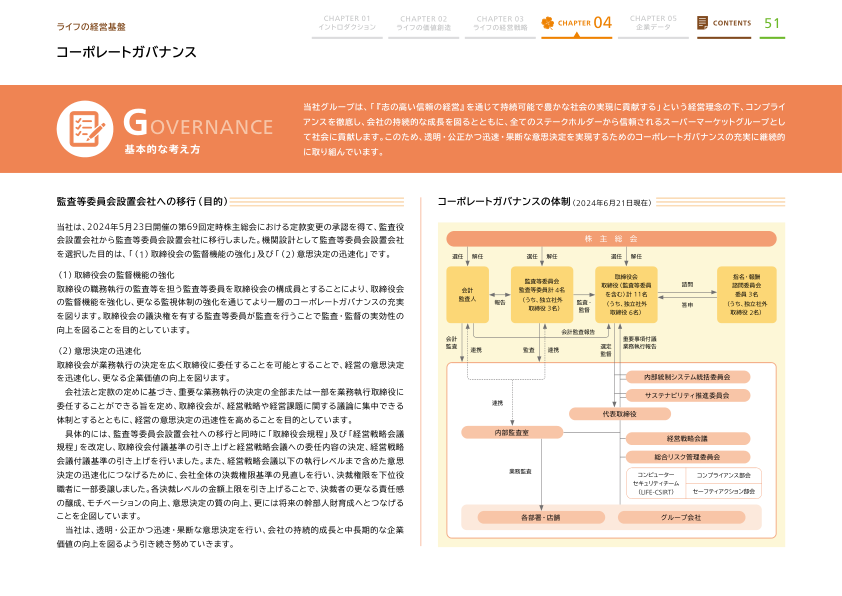 ライフの経営基盤
コーポレートガバナンス
CHAPTER 01
イントロダクション
CHAPTER 02
ライフの価値創造
CHAPTER 03
ライフの経営戦略
CHAPTER 04
CHAPTER 05
企業データ
CONTENTS
51
GOVERNANCE
基本的な考え方
当社グループは、「『志の高い信頼の経営』を通じて持続可能で豊かな社会の実現に貢献する」という経営理念の下、コンプライ
アンスを徹底し、会社の持続的な成長を図るとともに、全てのステークホルダーから信頼されるスーパーマーケットグループとし
て社会に貢献します。このため、透明・公正かつ迅速・果断な意思決定を実現するためのコーポレートガバナンスの充実に継続的
に取り組んでいます。
監査等委員会設置会社への移行（目的）
当社は、2024年5月23日開催の第69回定時株主総会における定款変更の承認を得て、監査役
会設置会社から監査等委員会設置会社に移行しました。機関設計として監査等委員会設置会社
を選択した目的は、「（1）取締役会の監督機能の強化」及び「（2）意思決定の迅速化」です。
（1）取締役会の監督機能の強化
取締役の職務執行の監査等を担う監査等委員を取締役会の構成員とすることにより、取締役会
の監督機能を強化し、更なる監視体制の強化を通じてより一層のコーポレートガバナンスの充実
を図ります。取締役会の議決権を有する監査等委員が監査を行うことで監査・監督の実効性の
向上を図ることを目的としています。
（2）意思決定の迅速化
取締役会が業務執行の決定を広く取締役に委任することを可能とすることで、経営の意思決定
を迅速化し、更なる企業価値の向上を図ります。
会社法と定款の定めに基づき、重要な業務執行の決定の全部または一部を業務執行取締役に
委任することができる旨を定め、取締役会が、経営戦略や経営課題に関する議論に集中できる
体制とするとともに、経営の意思決定の迅速性を高めることを目的としています。
具体的には、監査等委員会設置会社への移行と同時に「取締役会規程」及び「経営戦略会議
規程」を改定し、取締役会付議基準の引き上げと経営戦略会議への委任内容の決定、経営戦略
会議付議基準の引き上げを行いました。また、経営戦略会議以下の執行レベルまで含めた意思
決定の迅速化につなげるために、会社全体の決裁権限基準の見直しを行い、決裁権限を下位役
職者に一部委譲しました。各決裁レベルの金額上限を引き上げることで、決裁者の更なる責任感
の醸成、モチベーションの向上、意思決定の質の向上、更には将来の幹部人財育成へとつなげる
ことを企図しています。
当社は、透明・公正かつ迅速・果断な意思決定を行い、会社の持続的成長と中長期的な企業
価値の向上を図るよう引き続き努めていきます。
コーポレートガバナンスの体制（2024年6月21日現在）
株主総会
選任 解任
選任 解任
選任 解任
会計
監査人
報告
監査等委員会
監査等委員計 4名
（うち、独立社外
取締役 3名）
監査・
監督
取締役会
取締役（監査等委員
を含む）計 11名
（うち、独立社外
取締役 6名）
諮問
答申
指名・報酬
諮問委員会
委員 3名
（うち、独立社外
取締役 2名）
会計監査報告
会計
監査
連携
監査
連携
選定
監督
重要事項付議
業務執行報告
内部統制システム統括委員会
サステナビリティ推進委員会
連携
代表取締役
内部監査室
経営戦略会議
総合リスク管理委員会
業務監査
コンピューター
セキュリティチーム
（LIFE-CSIRT）
コンプライアンス部会
セーフティアクション部会
各部署・店舗
グループ会社